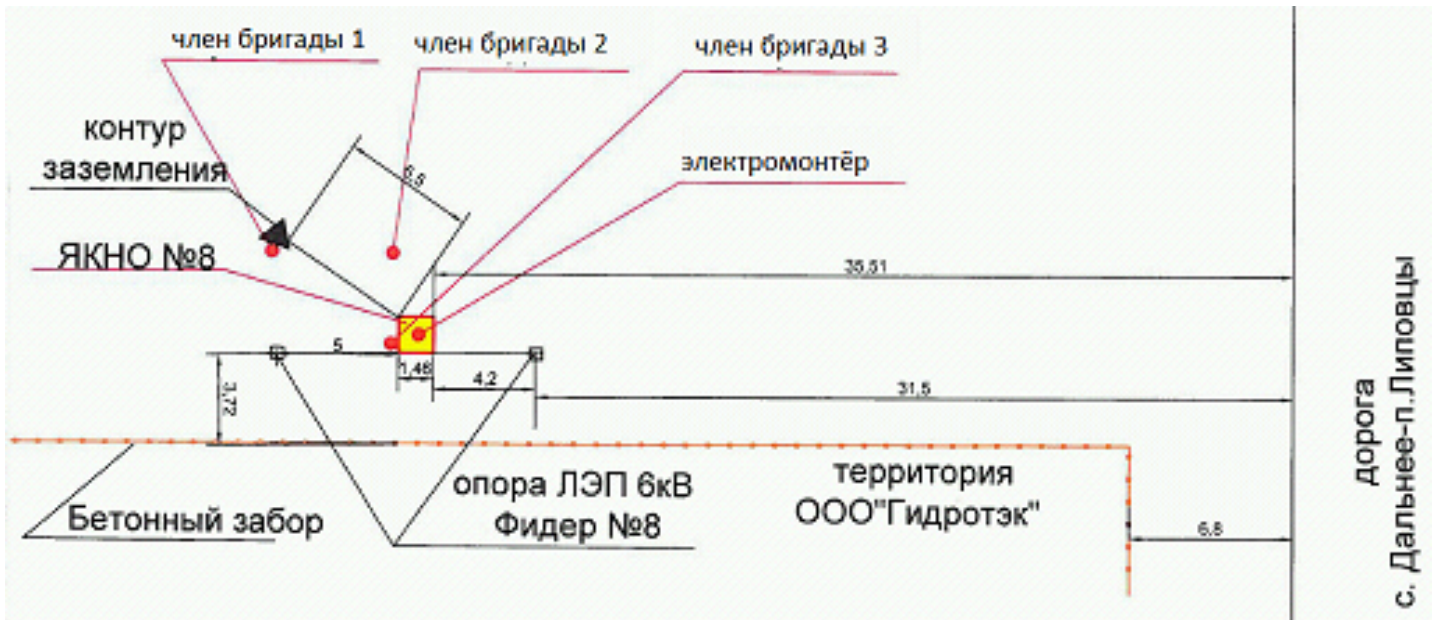 член бригады 1
член бригады 2
член бригады 3
контур
заземления
электромонтёр
6,5
ЯКНО №8
35,51
5
1,46
4,2
3,72
31,5
опора ЛЭП 6кВ
Фидер №8
территория
ООО"Гидротэк"
Бетонный забор
6,8
дорога
с. Дальнее-п.Липовцы